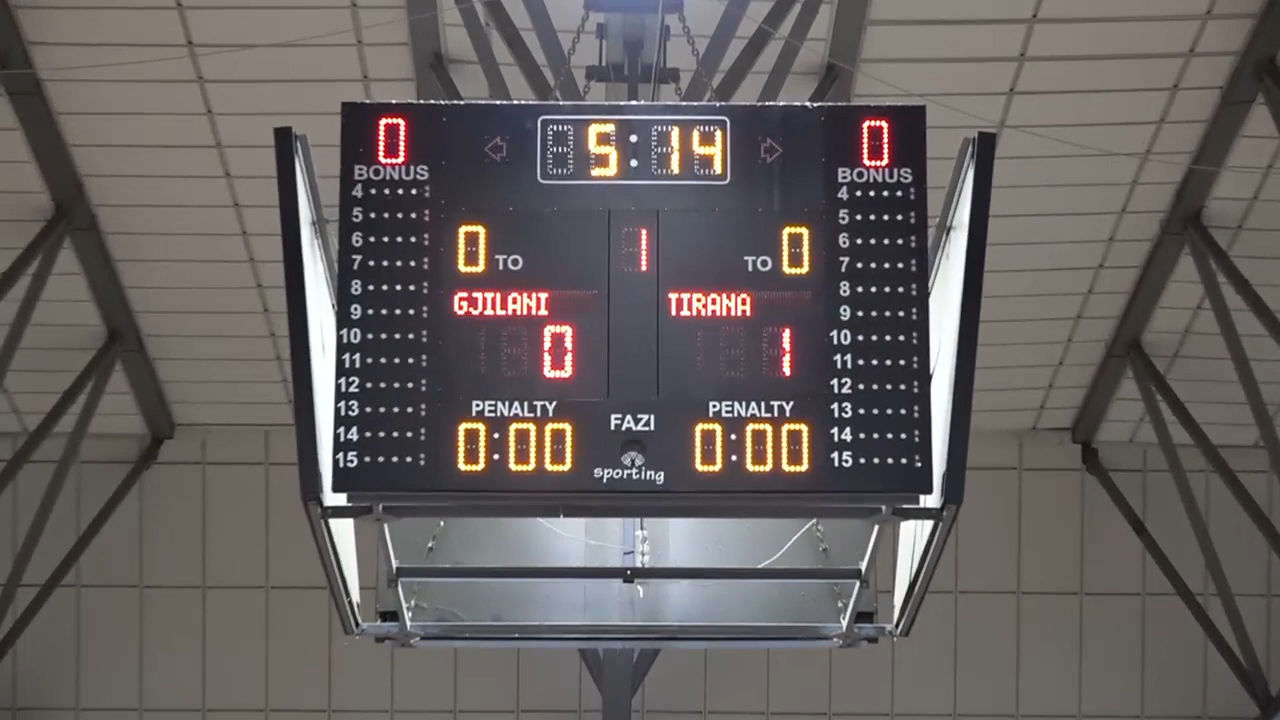 0 5:14 0
BONUS BONUS
4 4
5 5
6 6
7 7
8 8
9 9
10 10
11 11
12 12
13 13
14 14
15 15
0 TO 1 TO 0
GJILANI TIRANA
0 1
PENALTY FAZI PENALTY
0:00 sporting 0:00